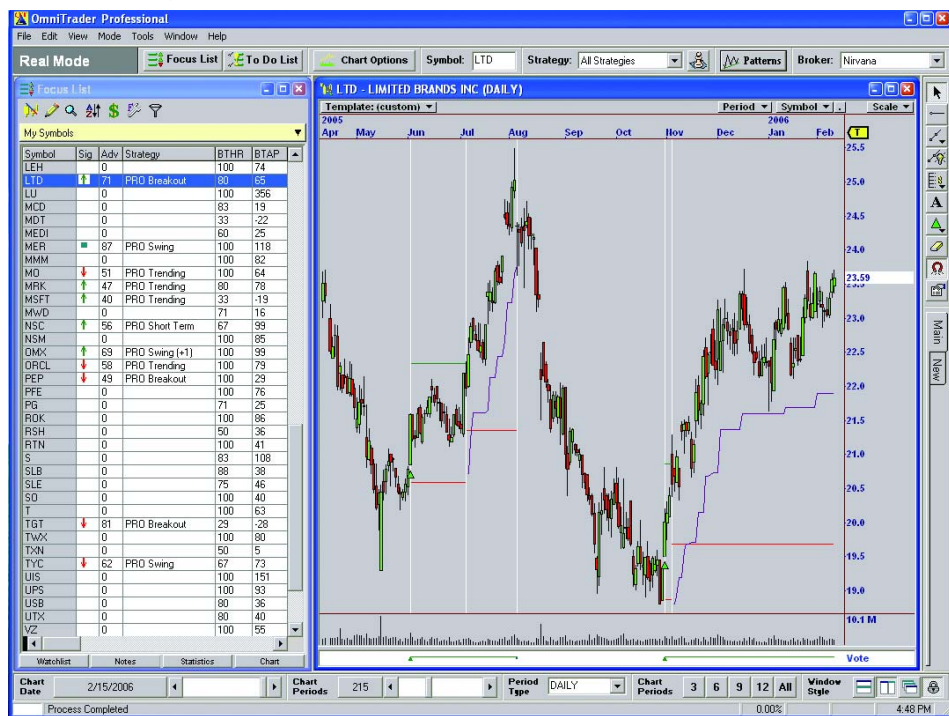 OmniTrader Professional
File Edit View Mode Tools Window Help
Real Mode Focus List To Do List Chart Options Symbol: LTD Strategy: All Strategies Patterns Broker: Nirvana
Focus List
My Symbols
Symbol Sig Adv Strategy BTHR BTAP
LEH 0 100 74
LTD 71 PRO Breakout 80 65
LU 0 100 356
MCD 0 83 19
MDT 0 33 -22
MEDI 0 60 25
MER 87 PRO Swing 100 118
MMM 0 100 82
MO 51 PRO Trending 100 64
MRK 47 PRO Trending 80 78
MSFT 40 PRO Trending 33 -19
MWD 0 71 16
NSC 56 PRO Short Term 67 99
NSM 0 100 85
OMX 69 PRO Swing (+1) 100 99
ORCL 58 PRO Trending 100 79
PEP 49 PRO Breakout 100 29
PFE 0 100 76
PG 0 71 25
ROK 0 100 86
RSH 0 50 36
RTN 0 100 41
S 0 83 108
SLB 0 88 38
SLE 0 75 46
SO 0 100 40
T 0 100 63
TGT 81 PRO Breakout 29 -28
TWX 0 100 80
TXN 0 50 5
TYC 62 PRO Swing 67 73
UIS 0 100 151
UPS 0 100 93
USB 0 80 36
UTX 0 80 40
VZ 0 100 55
Watchlist Notes Statistics Chart
LTD - LIMITED BRANDS INC (DAILY)
Template: (custom) Period Symbol . Scale
2005 2006
Apr May Jun Jul Aug Sep Oct Nov Dec Jan Feb T
25.5
25.0
24.5
24.0
23.59
23.0
22.5
22.0
21.5
21.0
20.5
20.0
19.5
19.0
10.1 M
Vote
A
Main
New
Chart Date 2/15/2006 Chart Periods 215 Period Type DAILY Chart Periods 3 6 9 12 All Window Style
Process Completed 0.00% 4:48 PM